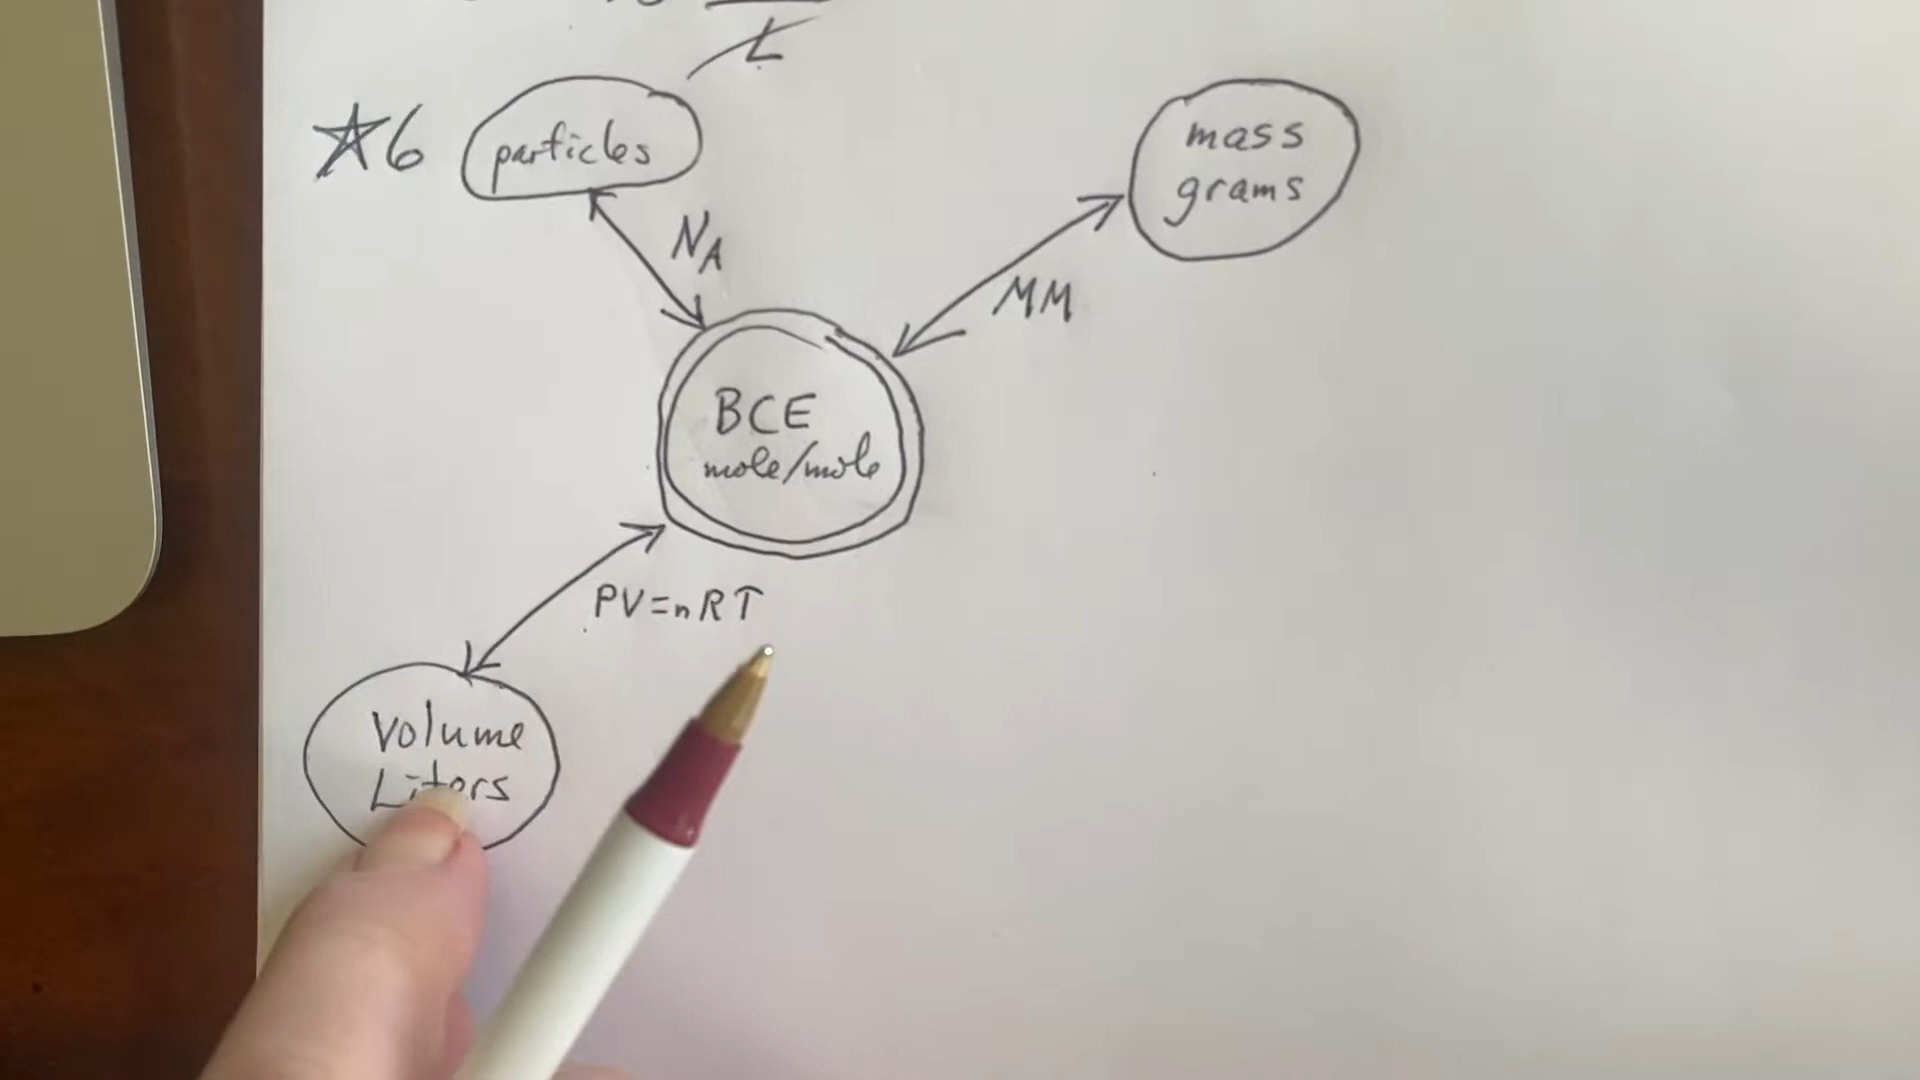 L
☆6
particles
mass
grams
NA
MM
BCE
mole/mole
PV=nRT
Volume
Liters